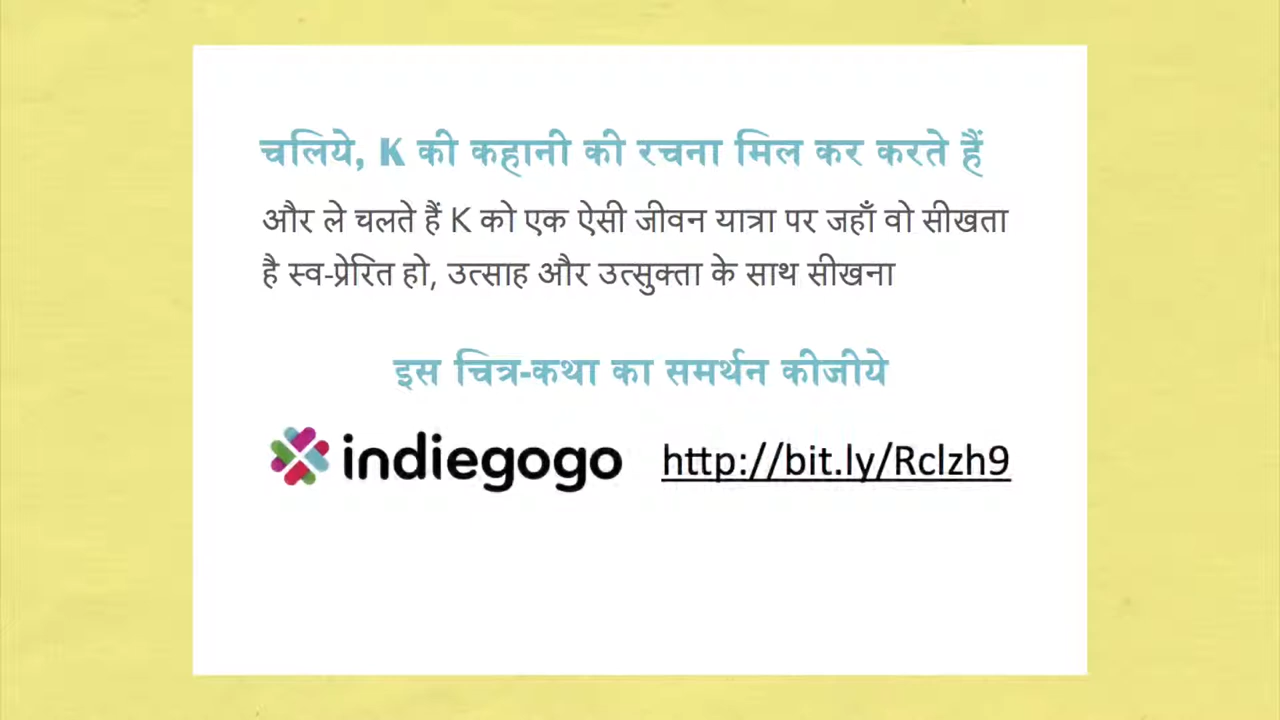 चलिये, K की कहानी की रचना मिल कर करते हैं
और ले चलते हैं K को एक ऐसी जीवन यात्रा पर जहाँ वो सीखता
है स्व-प्रेरित हो, उत्साह और उत्सुक्ता के साथ सीखना
इस चित्र-कथा का समर्थन कीजीये
indiegogo http://bit.ly/Rclzh9